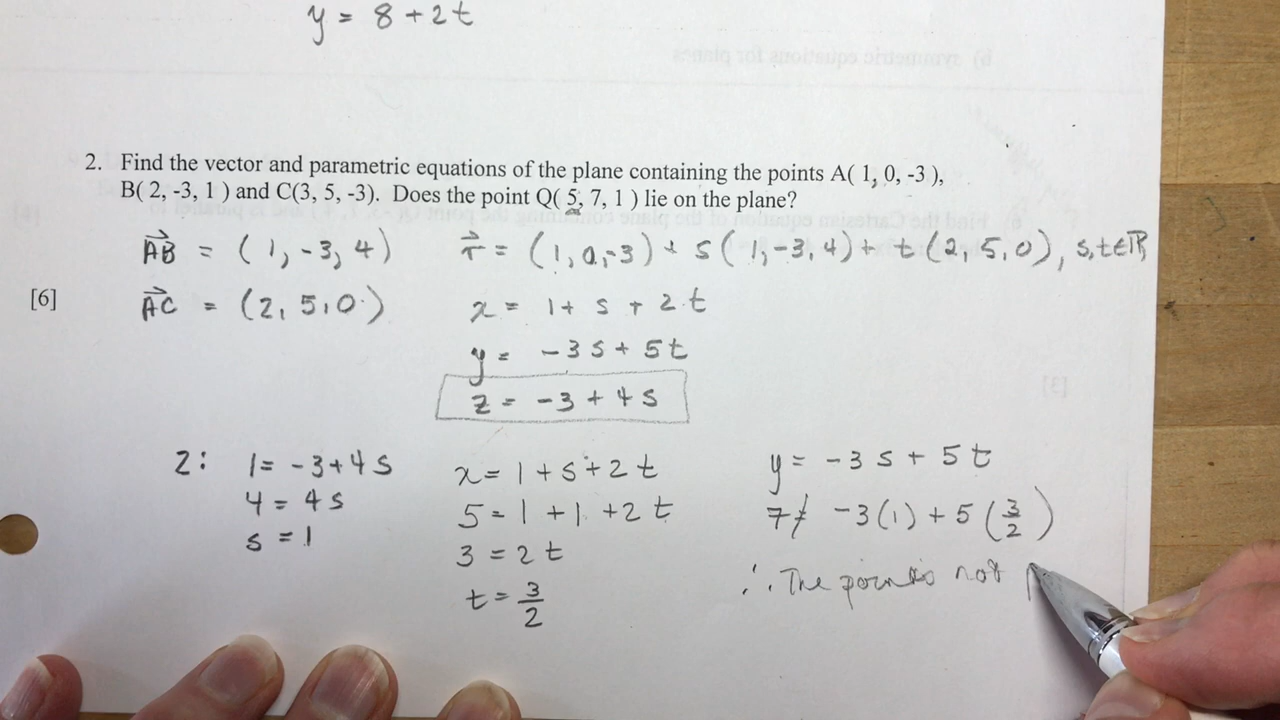 y = 8 + 2t
2. Find the vector and parametric equations of the plane containing the points A( 1, 0, -3 ),
B( 2, -3, 1 ) and C(3, 5, -3). Does the point Q( 5, 7, 1 ) lie on the plane?
[6]
AB = (1, -3, 4)
AC = (2, 5, 0)
r = (1, 0, -3) + s(1, -3, 4) + t(2, 5, 0), s,t∈R
x = 1 + s + 2t
y = -3s + 5t
z = -3 + 4s
z: 1 = -3 + 4s
4 = 4s
s = 1
x = 1 + s + 2t
5 = 1 + 1 + 2t
3 = 2t
t = 3/2
y = -3s + 5t
7 ≠ -3(1) + 5(3/2)
∴ The point is not